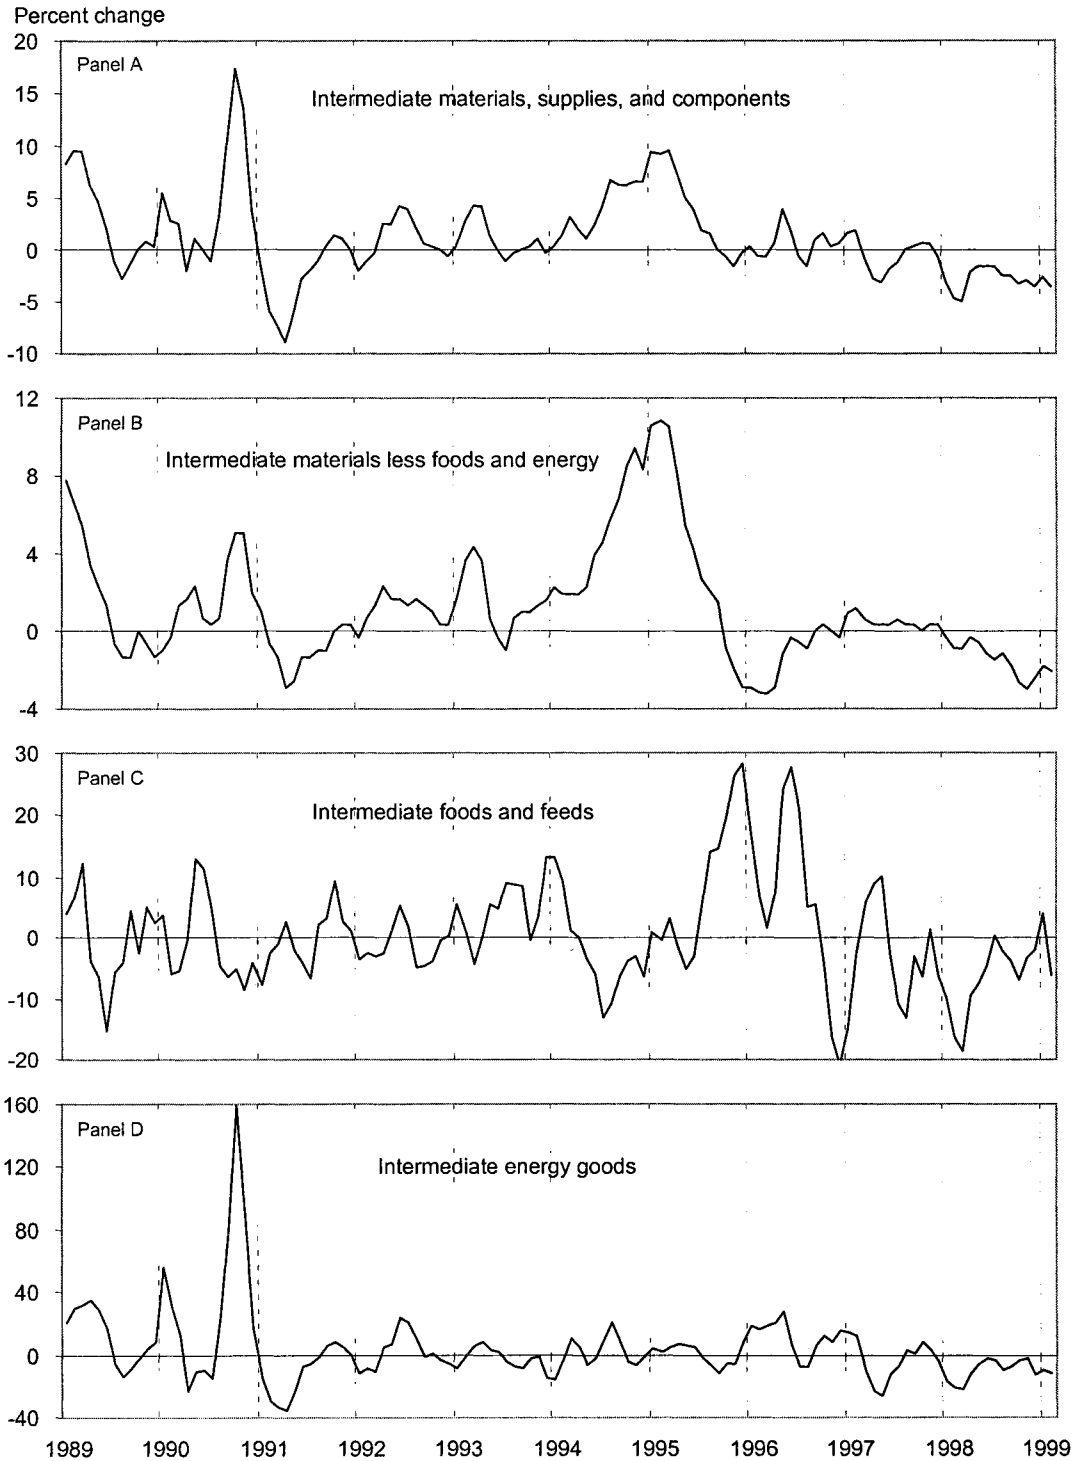 Percent change
20
Panel A
15
Intermediate materials, supplies, and components
10
5
0
-5
-10
12
Panel B
Intermediate materials less foods and energy
8
4
0
-4
30
Panel C
20
Intermediate foods and feeds
10
0
-10
-20
160
Panel D
120
Intermediate energy goods
80
40
0
-40
1989 1990 1991 1992 1993 1994 1995 1996 1997 1998 1999